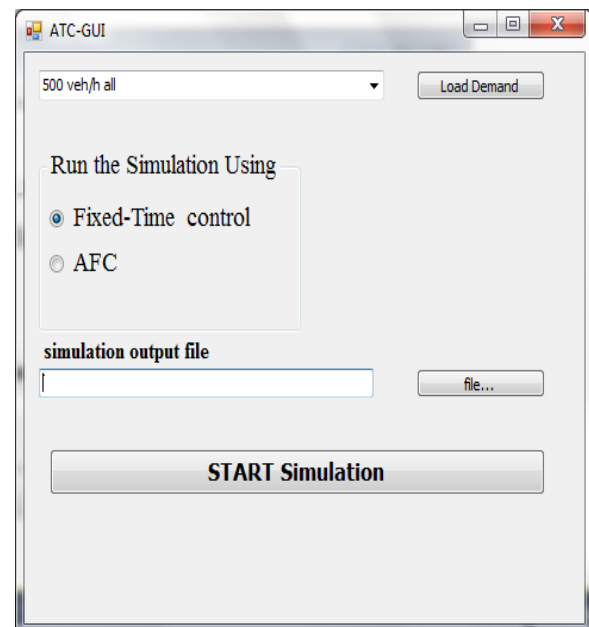 ATC-GUI
500 veh/h all
Load Demand
Run the Simulation Using
Fixed-Time control
AFC
simulation output file
file...
START Simulation